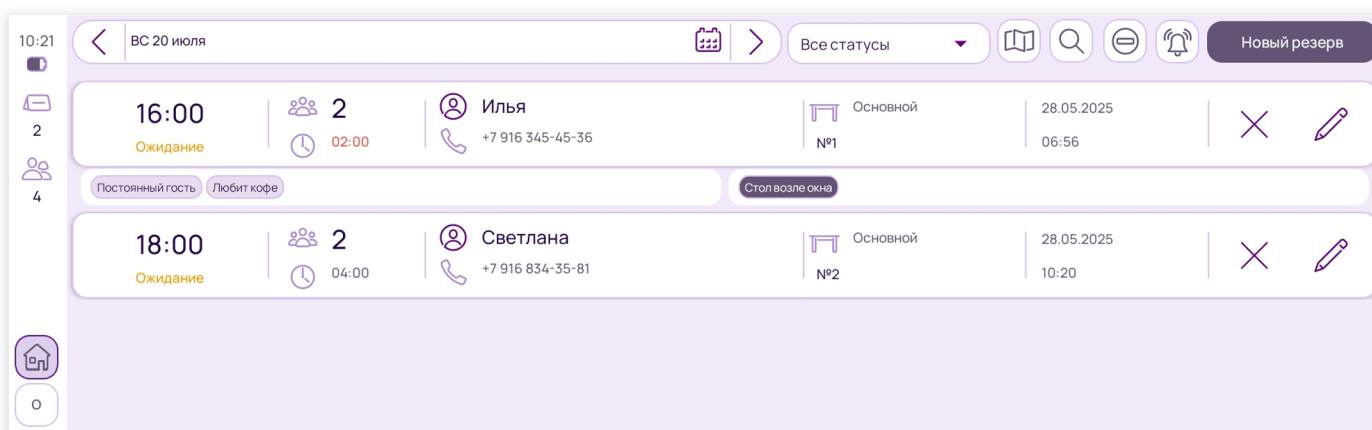 10:21
ВС 20 июля
Все статусы
Новый резерв
2
4
16:00
Ожидание
2
02:00
Илья
+7 916 345-45-36
Основной
№1
28.05.2025
06:56
Постоянный гость
Любит кофе
Стол возле окна
18:00
Ожидание
2
04:00
Светлана
+7 916 834-35-81
Основной
№2
28.05.2025
10:20
О